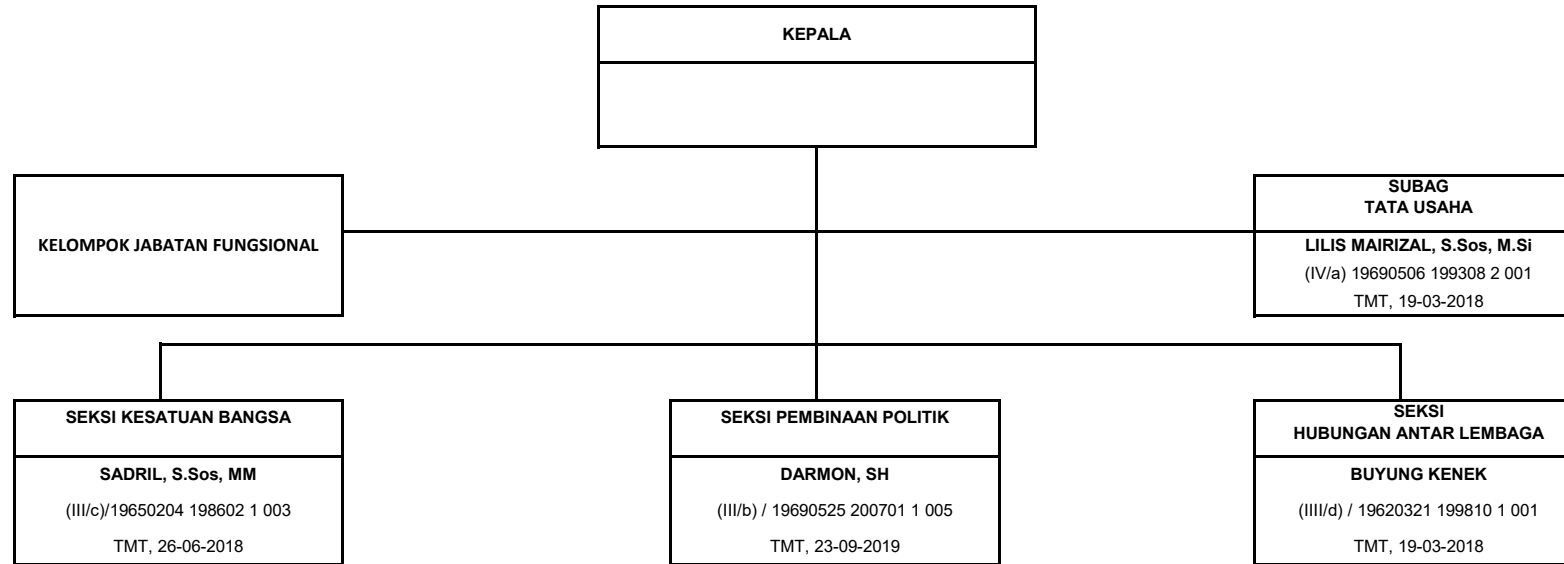 KEPALA
KELOMPOK JABATAN FUNGSIONAL
SUBAG
TATA USAHA
LILIS MAIRIZAL, S.Sos, M.Si
(IV/a) 19690506 199308 2 001
TMT, 19-03-2018
SEKSI KESATUAN BANGSA
SADRIL, S.Sos, MM
(III/c)/19650204 198602 1 003
TMT, 26-06-2018
SEKSI PEMBINAAN POLITIK
DARMON, SH
(III/b) / 19690525 200701 1 005
TMT, 23-09-2019
SEKSI
HUBUNGAN ANTAR LEMBAGA
BUYUNG KENEK
(IIII/d) / 19620321 199810 1 001
TMT, 19-03-2018